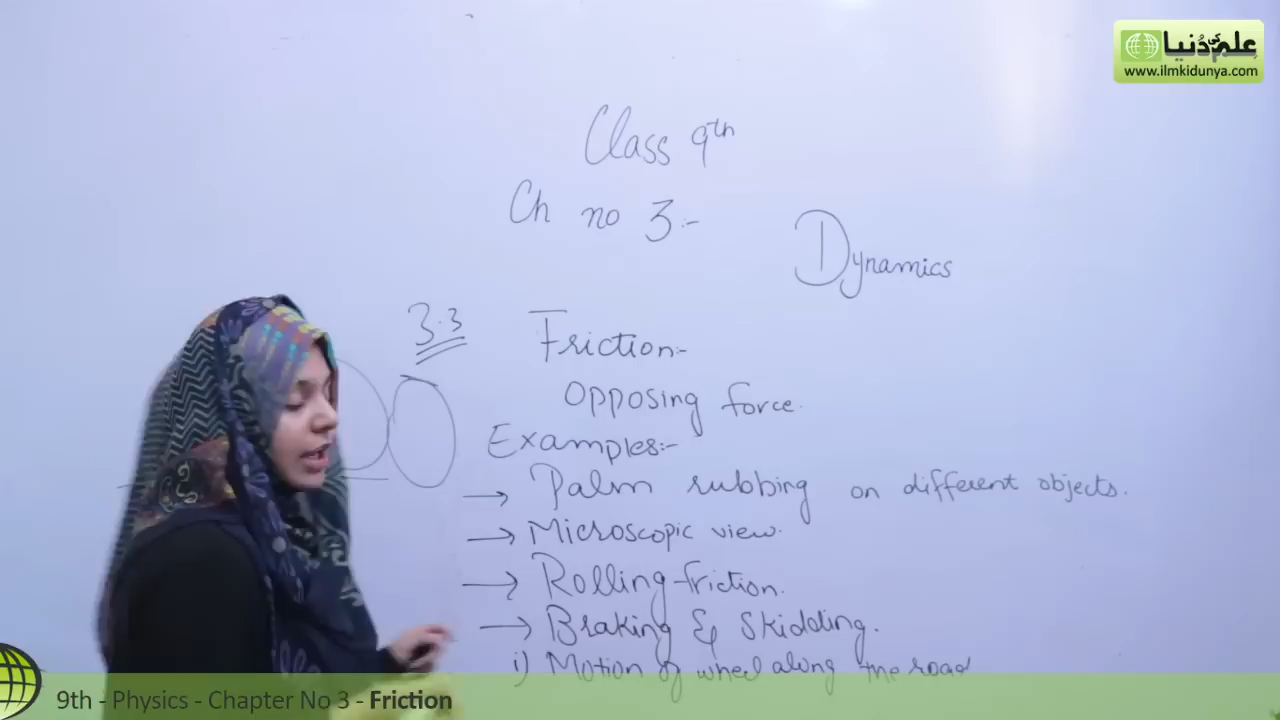 علم کی دُنیا
www.ilmkidunya.com
Class 9th
Ch no 3:-
Dynamics
3.3 Friction:-
Opposing force.
Examples:-
→ Palm rubbing on different objects.
→ Microscopic view.
→ Rolling friction.
→ Braking & Skidding.
i) Motion of wheel along the road
9th - Physics - Chapter No 3 - Friction